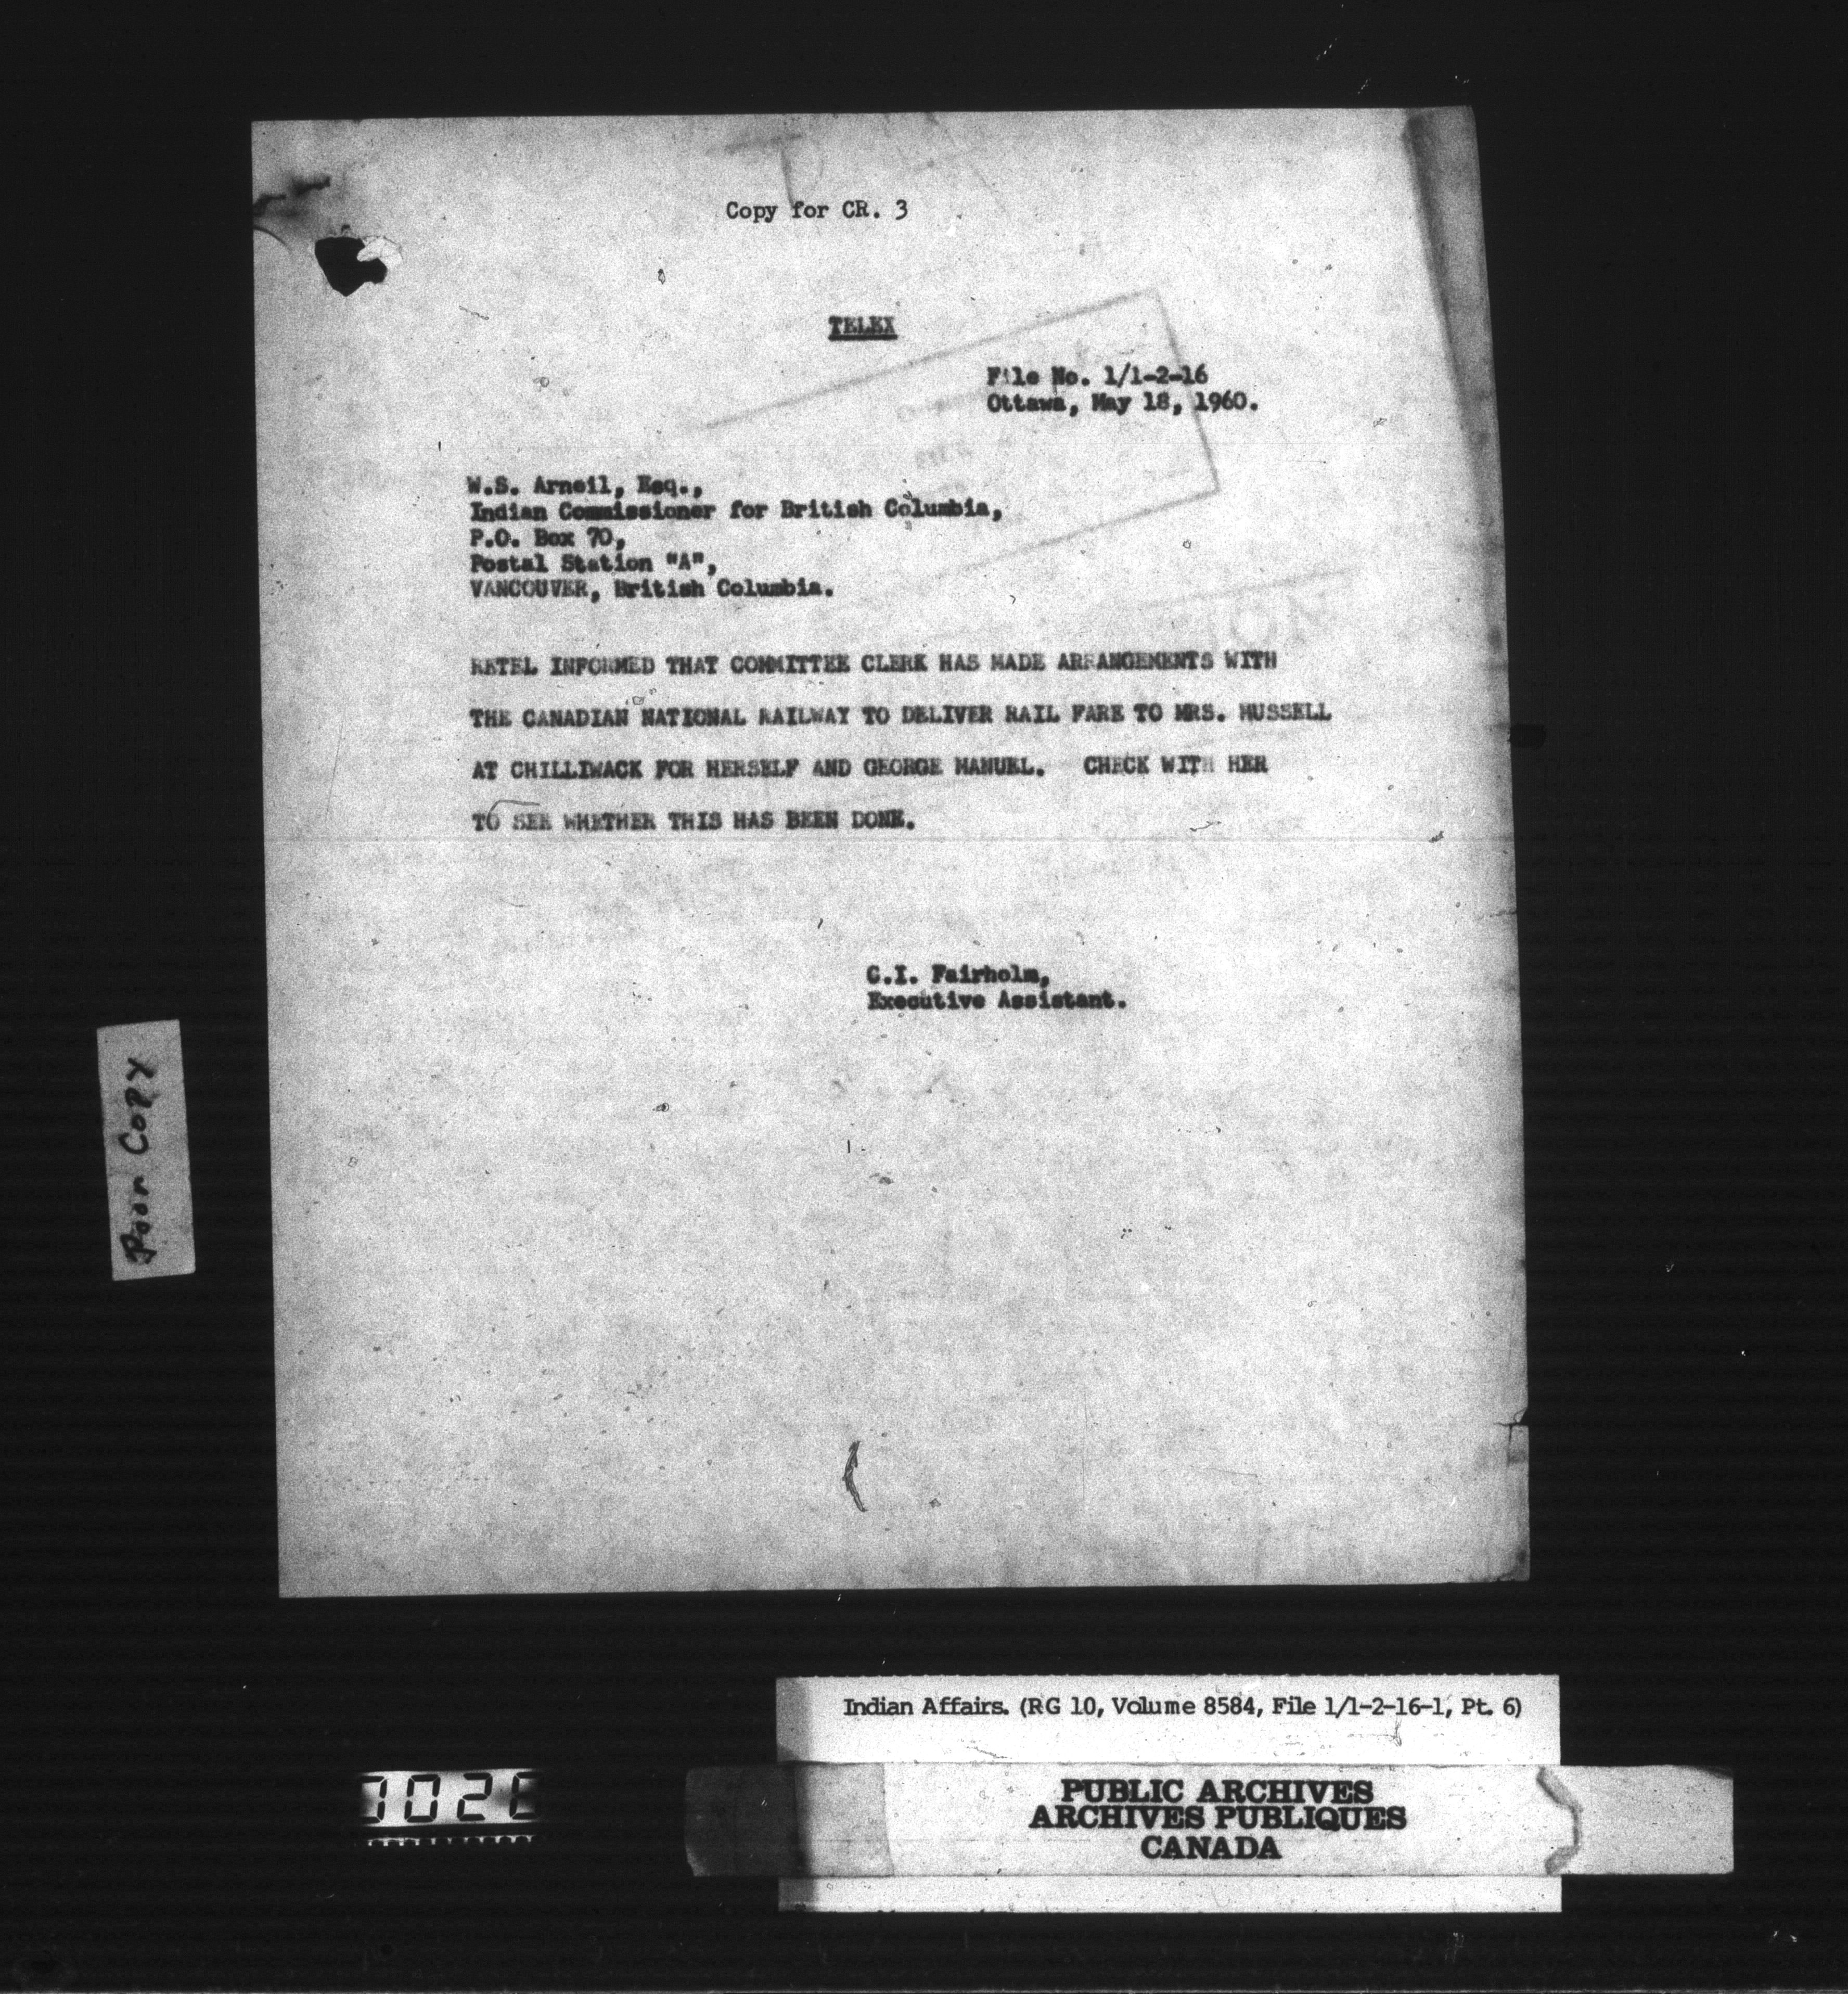 Copy for CR. 3
TELEX
File No. 1/1-2-16
Ottawa, May 18, 1960.
W.S. Arneil, Esq.,
Indian Commissioner for British Columbia,
P.O. Box 70,
Postal Station "A",
VANCOUVER, British Columbia.
RETEL INFORMED THAT COMMITTEE CLERK HAS MADE ARRANGEMENTS WITH
THE CANADIAN NATIONAL RAILWAY TO DELIVER RAIL FARE TO MRS. MUSSELL
AT CHILLIWACK FOR HERSELF AND GEORGE MANUEL. CHECK WITH HER
TO SEE WHETHER THIS HAS BEEN DONE.
C.I. Fairholm,
Executive Assistant.
Poor Copy
Indian Affairs. (RG 10, Volume 8584, File 1/1-2-16-1, Pt. 6)
PUBLIC ARCHIVES
ARCHIVES PUBLIQUES
CANADA